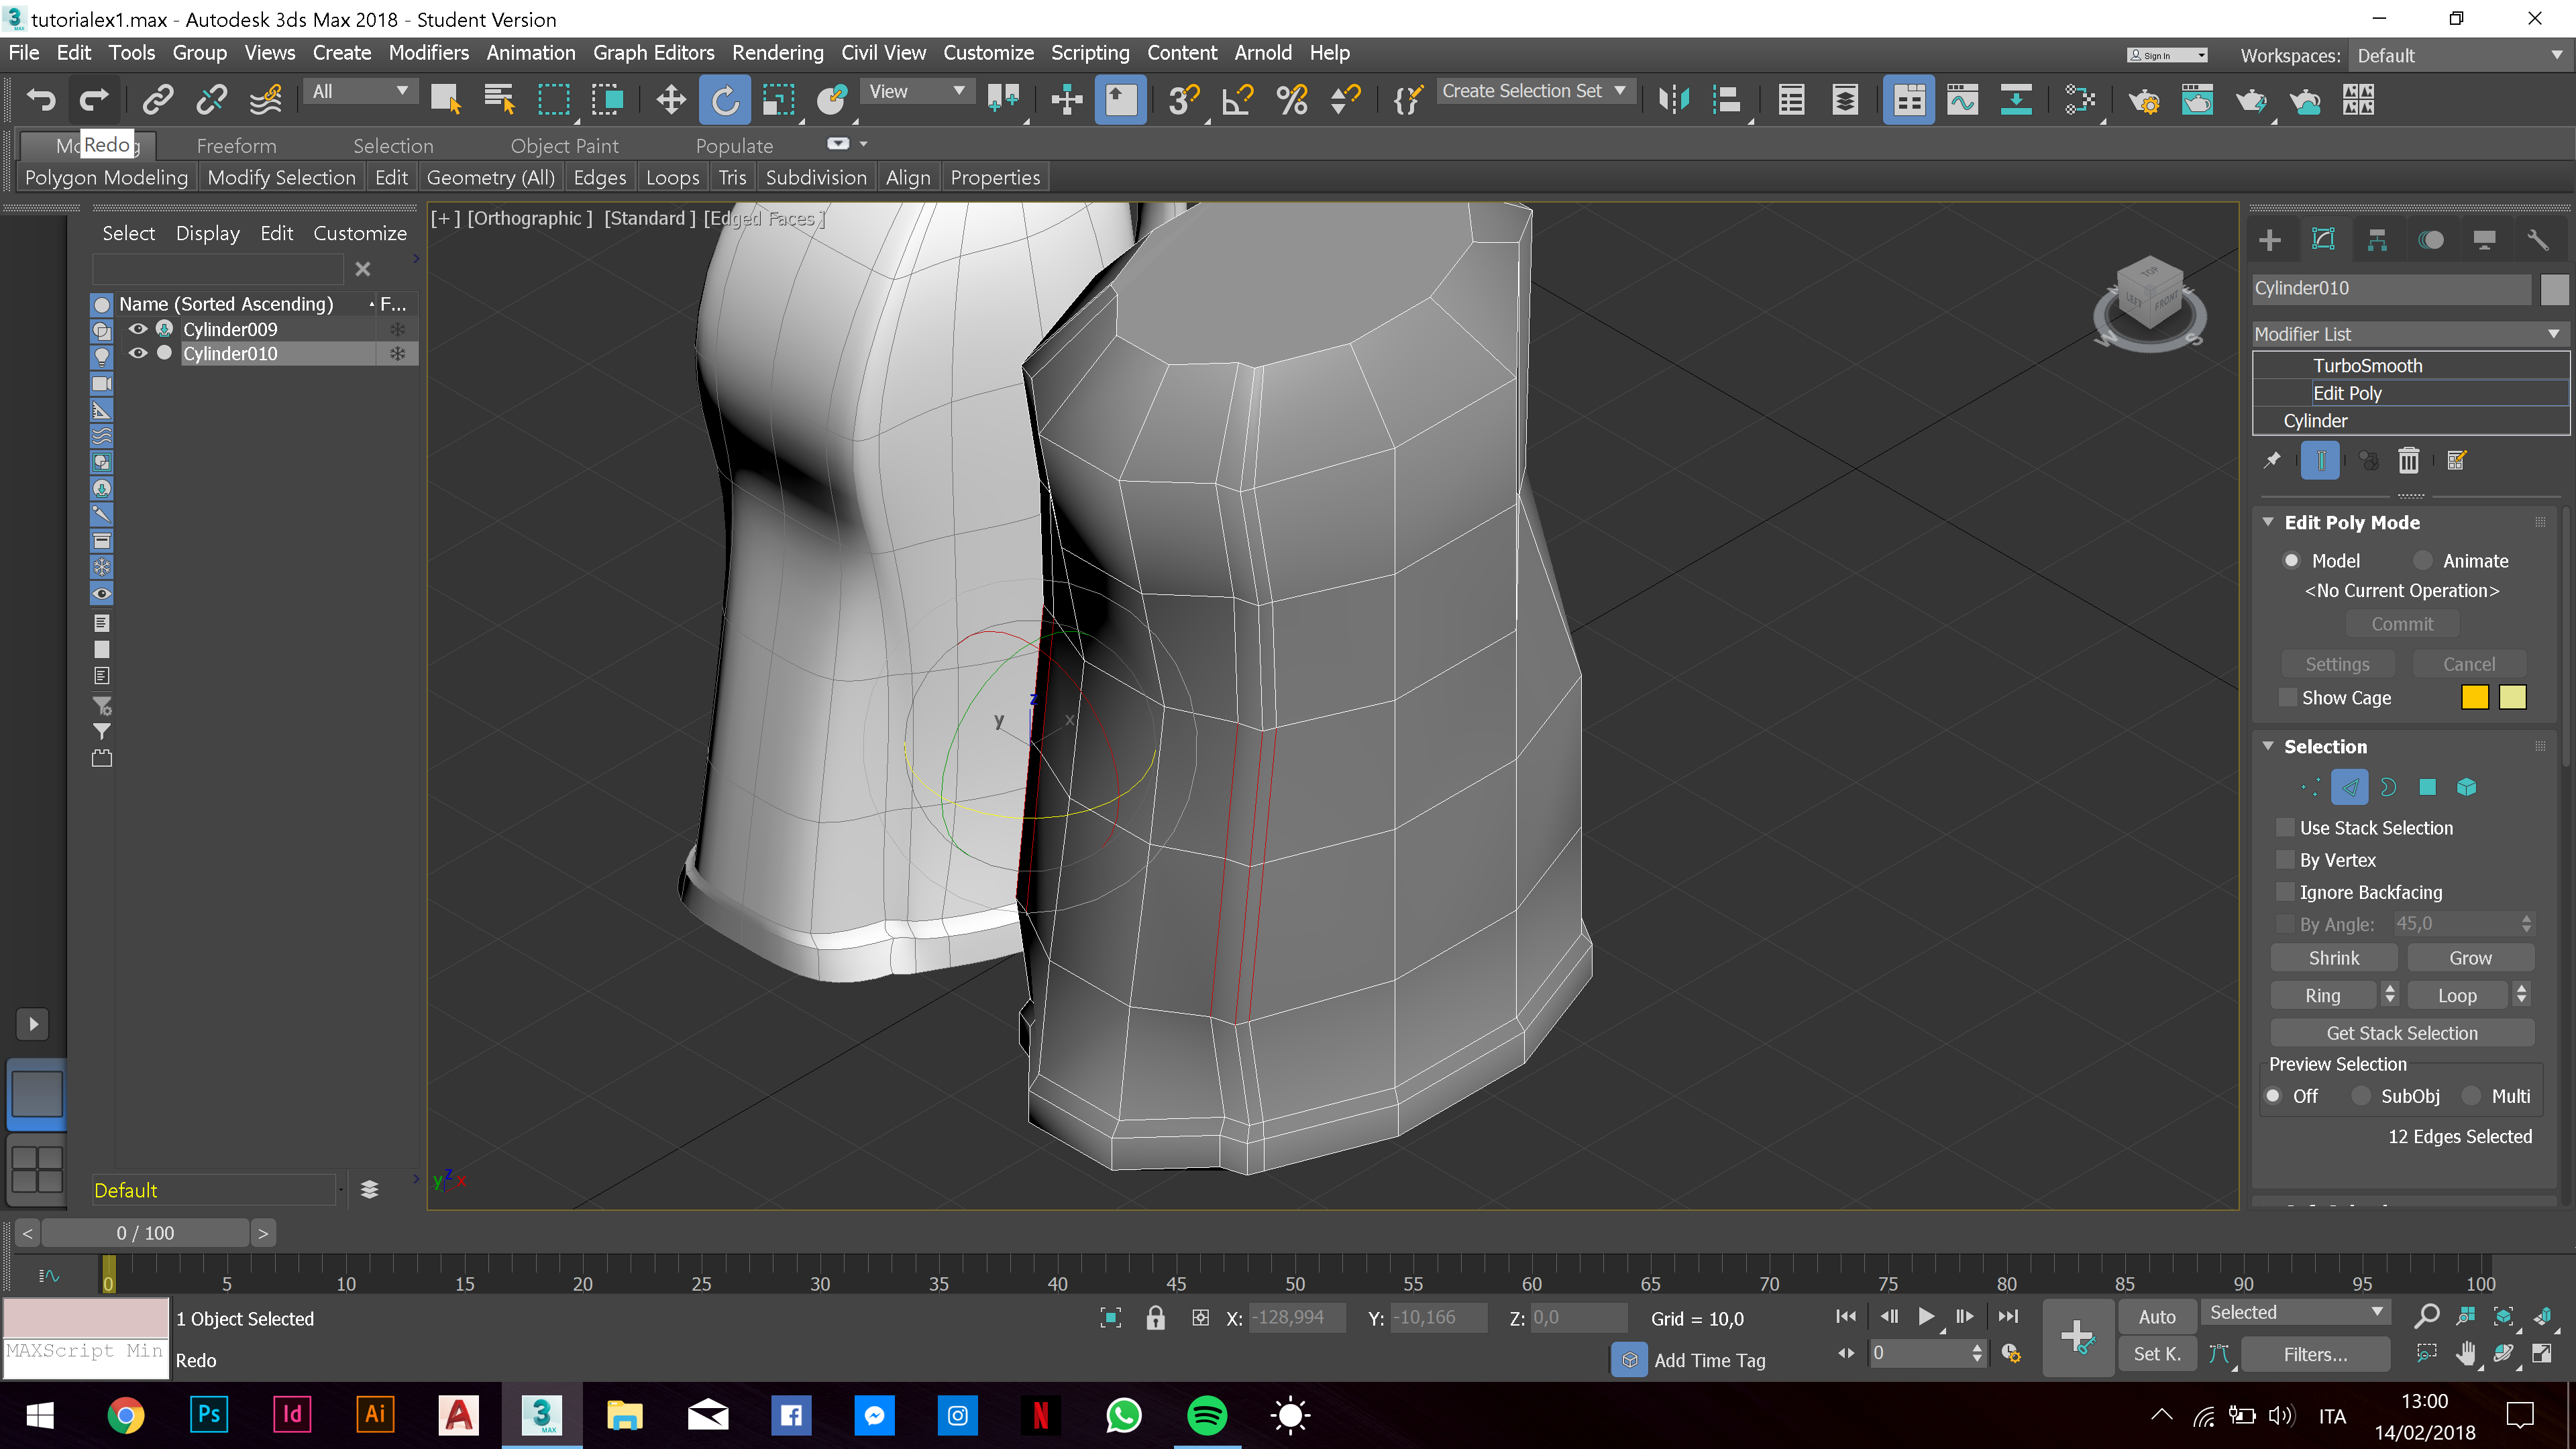 tutorialex1.max - Autodesk 3ds Max 2018 - Student Version
File Edit Tools Group Views Create Modifiers Animation Graph Editors Rendering Civil View Customize Scripting Content Arnold Help
Sign In
Workspaces: Default
All
View
Create Selection Set
Redo
Freeform
Selection
Object Paint
Populate
Polygon Modeling
Modify Selection
Edit
Geometry (All)
Edges
Loops
Tris
Subdivision
Align
Properties
Select Display Edit Customize
Name (Sorted Ascending) F...
Cylinder009
Cylinder010
Default
[+] [Orthographic ] [Standard ] [Edged Faces ]
TOP
LEFT
FRONT
W
S
z
y
x
y z x
Cylinder010
Modifier List
TurboSmooth
Edit Poly
Cylinder
Edit Poly Mode
Model Animate
<No Current Operation>
Commit
Settings Cancel
Show Cage
Selection
Use Stack Selection
By Vertex
Ignore Backfacing
By Angle: 45,0
Shrink Grow
Ring Loop
Get Stack Selection
Preview Selection
Off SubObj Multi
12 Edges Selected
< 0 / 100 >
0 5 10 15 20 25 30 35 40 45 50 55 60 65 70 75 80 85 90 95 100
1 Object Selected
MAXScript Min
Redo
X: -128,994 Y: -10,166 Z: 0,0 Grid = 10,0
Add Time Tag
0
Auto Selected
Set K. Filters...
Ps Id Ai A 3 MAX N
ITA
13:00
14/02/2018